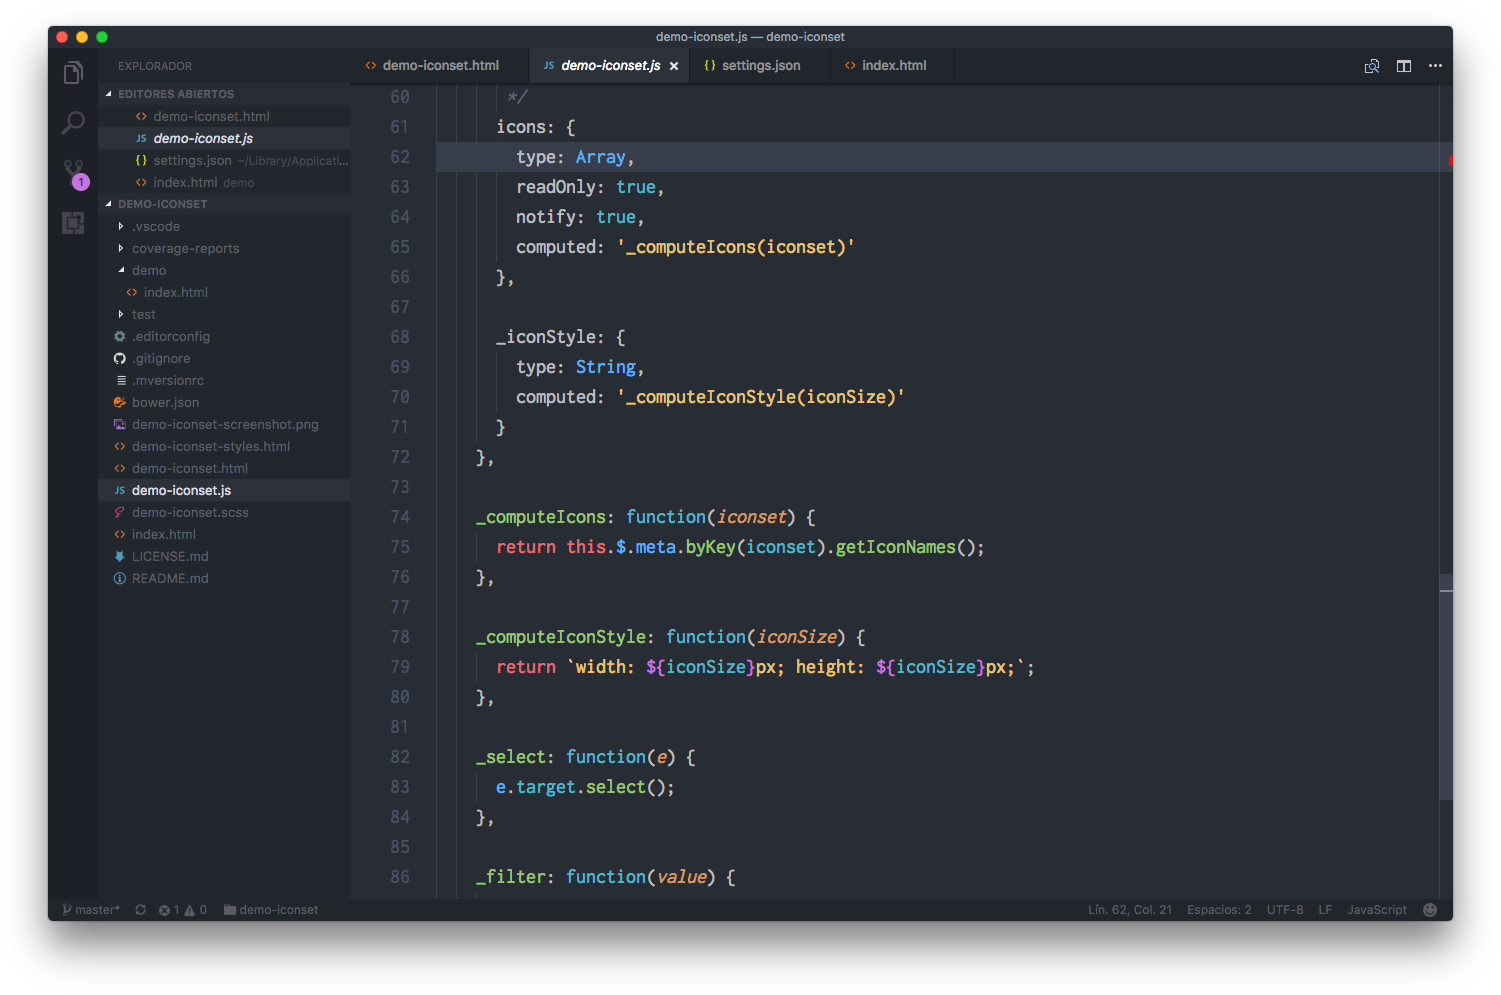 demo-iconset.js — demo-iconset
EXPLORADOR
EDITORES ABIERTOS
demo-iconset.html
JS demo-iconset.js
{} settings.json ~/Library/Applicati...
index.html demo
1
DEMO-ICONSET
.vscode
coverage-reports
demo
index.html
test
.editorconfig
.gitignore
.mversionrc
bower.json
demo-iconset-screenshot.png
demo-iconset-styles.html
demo-iconset.html
JS demo-iconset.js
demo-iconset.scss
index.html
LICENSE.md
README.md
demo-iconset.html
JS demo-iconset.js ×
{} settings.json
index.html
60 */
61 icons: {
62 type: Array,
63 readOnly: true,
64 notify: true,
65 computed: '_computeIcons(iconset)'
66 },
67
68 _iconStyle: {
69 type: String,
70 computed: '_computeIconStyle(iconSize)'
71 }
72 },
73
74 _computeIcons: function(iconset) {
75 return this.$.meta.byKey(iconset).getIconNames();
76 },
77
78 _computeIconStyle: function(iconSize) {
79 return `width: ${iconSize}px; height: ${iconSize}px;`;
80 },
81
82 _select: function(e) {
83 e.target.select();
84 },
85
86 _filter: function(value) {
master* 1 0 demo-iconset
Lín. 62, Col. 21 Espacios: 2 UTF-8 LF JavaScript